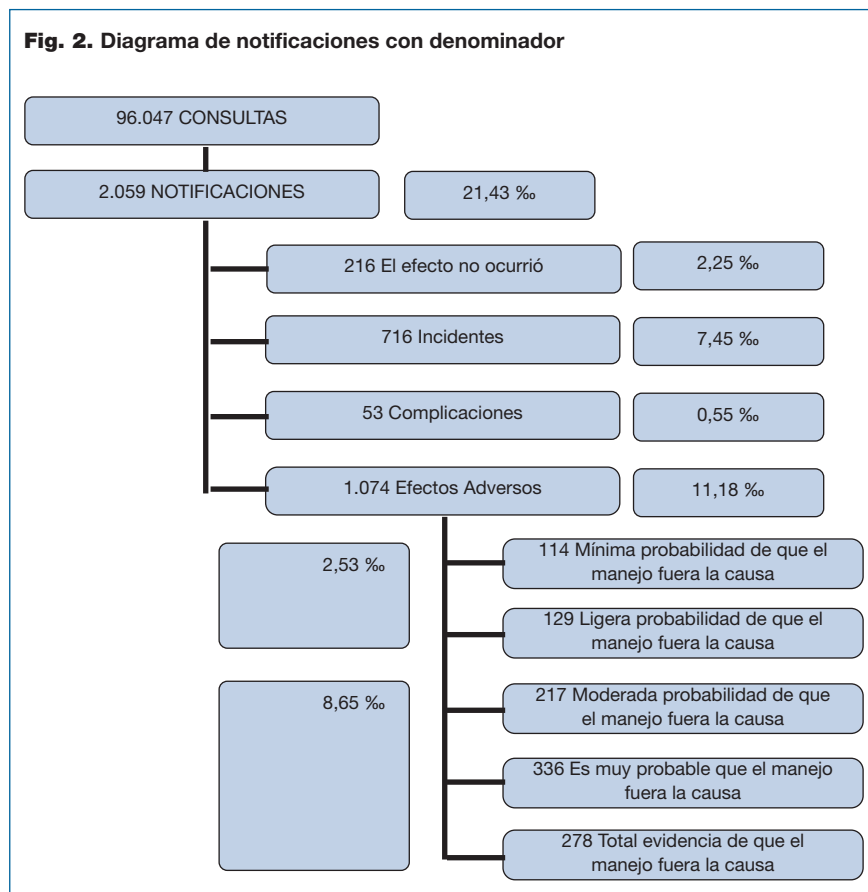 Fig. 2. Diagrama de notificaciones con denominador
96.047 CONSULTAS
2.059 NOTIFICACIONES
21,43 ‰
216 El efecto no ocurrió
2,25 ‰
716 Incidentes
7,45 ‰
53 Complicaciones
0,55 ‰
1.074 Efectos Adversos
11,18 ‰
2,53 ‰
114 Mínima probabilidad de que el
manejo fuera la causa
129 Ligera probabilidad de que el
manejo fuera la causa
8,65 ‰
217 Moderada probabilidad de que
el manejo fuera la causa
336 Es muy probable que el manejo
fuera la causa
278 Total evidencia de que el
manejo fuera la causa